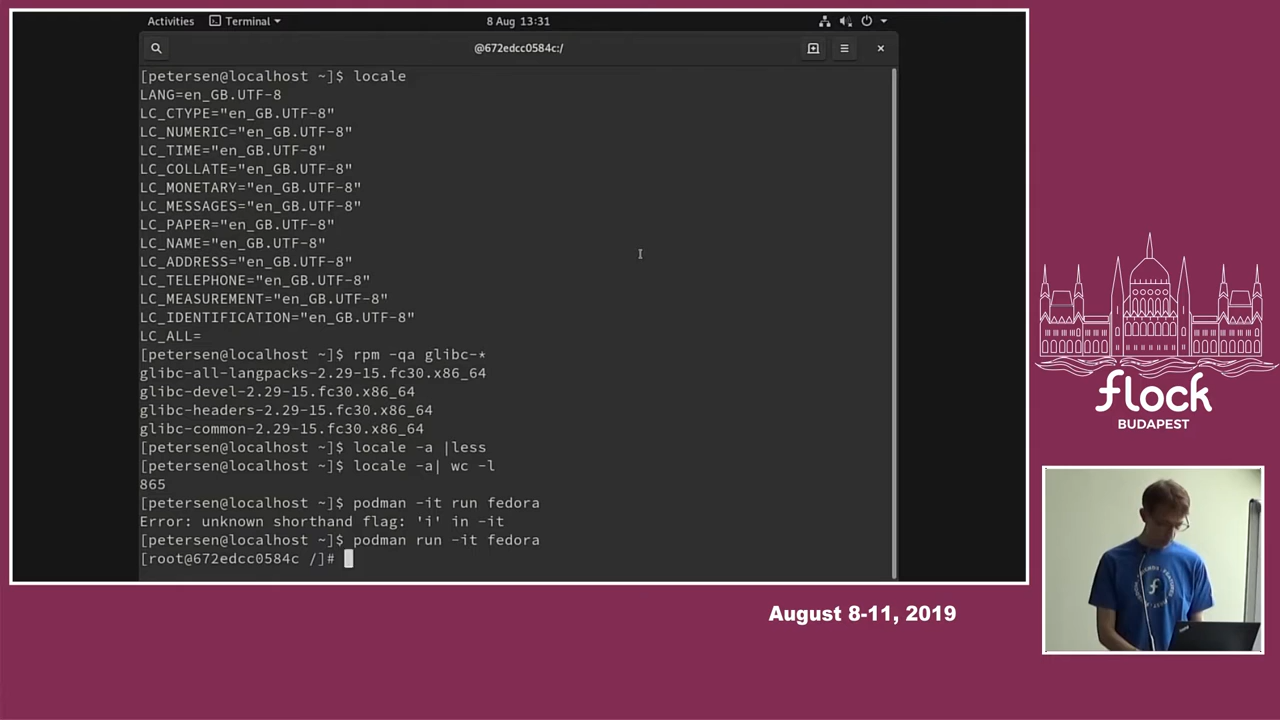 Activities
Terminal
8 Aug 13:31
@672edcc0584c:/
[petersen@localhost ~]$ locale
LANG=en_GB.UTF-8
LC_CTYPE="en_GB.UTF-8"
LC_NUMERIC="en_GB.UTF-8"
LC_TIME="en_GB.UTF-8"
LC_COLLATE="en_GB.UTF-8"
LC_MONETARY="en_GB.UTF-8"
LC_MESSAGES="en_GB.UTF-8"
LC_PAPER="en_GB.UTF-8"
LC_NAME="en_GB.UTF-8"
LC_ADDRESS="en_GB.UTF-8"
LC_TELEPHONE="en_GB.UTF-8"
LC_MEASUREMENT="en_GB.UTF-8"
LC_IDENTIFICATION="en_GB.UTF-8"
LC_ALL=
[petersen@localhost ~]$ rpm -qa glibc-*
glibc-all-langpacks-2.29-15.fc30.x86_64
glibc-devel-2.29-15.fc30.x86_64
glibc-headers-2.29-15.fc30.x86_64
glibc-common-2.29-15.fc30.x86_64
[petersen@localhost ~]$ locale -a |less
[petersen@localhost ~]$ locale -a| wc -l
865
[petersen@localhost ~]$ podman -it run fedora
Error: unknown shorthand flag: 'i' in -it
[petersen@localhost ~]$ podman run -it fedora
[root@672edcc0584c /]#
flock
BUDAPEST
August 8-11, 2019